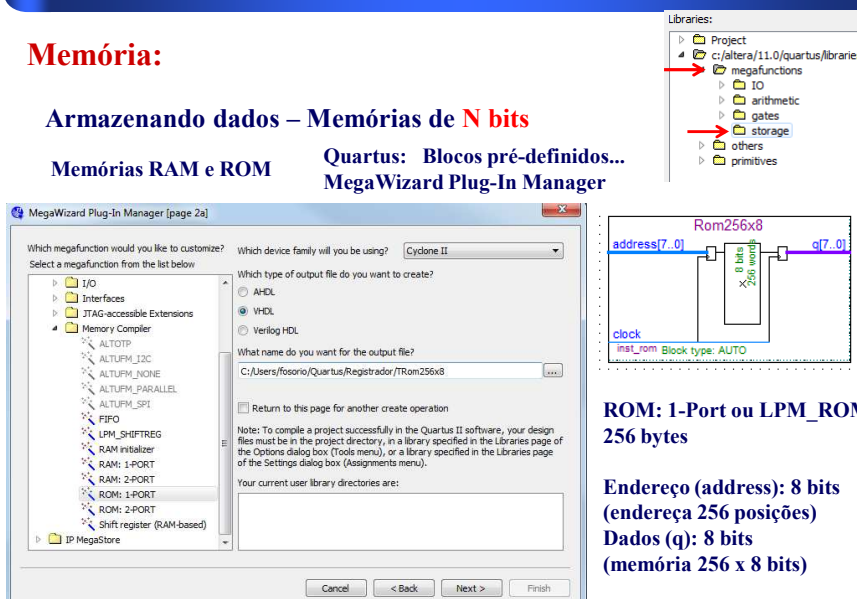 Libraries:
Project
c:/altera/11.0/quartus/libraries
megafunctions
IO
arithmetic
gates
storage
others
primitives
Memória:
Armazenando dados – Memórias de N bits
Memórias RAM e ROM
Quartus: Blocos pré-definidos...
MegaWizard Plug-In Manager
MegaWizard Plug-In Manager [page 2a]
Which megafunction would you like to customize?
Select a megafunction from the list below
I/O
Interfaces
JTAG-accessible Extensions
Memory Compiler
ALTOTP
ALTUFM_I2C
ALTUFM_NONE
ALTUFM_PARALLEL
ALTUFM_SPI
FIFO
LPM_SHIFTREG
RAM initializer
RAM: 1-PORT
RAM: 2-PORT
ROM: 1-PORT
ROM: 2-PORT
Shift register (RAM-based)
IP MegaStore
Which device family will you be using?
Cyclone II
Which type of output file do you want to create?
AHDL
VHDL
Verilog HDL
What name do you want for the output file?
C:/Users/fosorio/Quartus/Registrador/TRom256x8
...
Return to this page for another create operation
Note: To compile a project successfully in the Quartus II software, your design
files must be in the project directory, in a library specified in the Libraries page of
the Options dialog box (Tools menu), or a library specified in the Libraries page
of the Settings dialog box (Assignments menu).
Your current user library directories are:
Cancel
< Back
Next >
Finish
Rom256x8
address[7..0]
q[7..0]
8 bits
x
256 words
clock
inst_rom
Block type: AUTO
ROM: 1-Port ou LPM_ROM
256 bytes
Endereço (address): 8 bits
(endereça 256 posições)
Dados (q): 8 bits
(memória 256 x 8 bits)